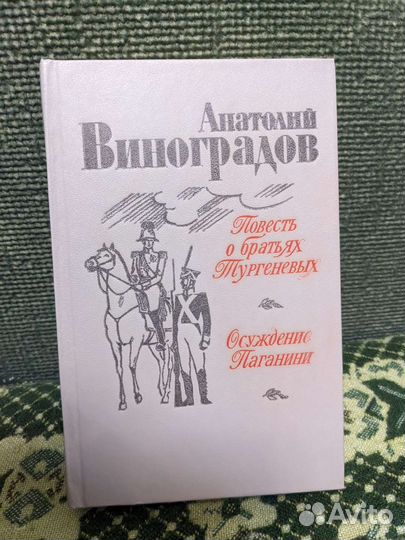 Анатолий
Виноградов
Повесть
о братьях
Тургеневых
Осуждение
Паганини
Avito